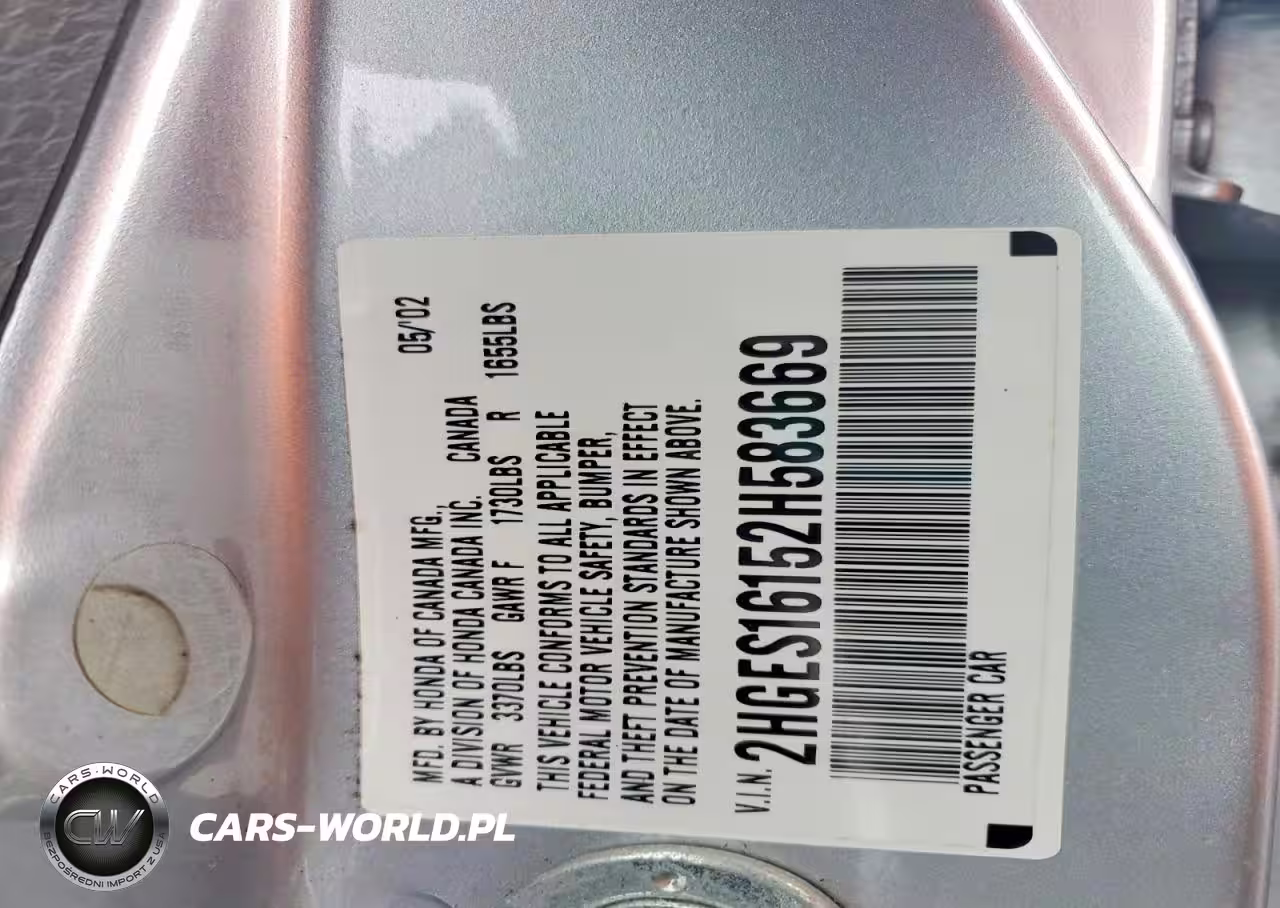 MFD. BY HONDA OF CANADA MFG., 05/'02
A DIVISION OF HONDA CANADA INC. CANADA
GVWR 3370LBS GAWR F 1730LBS R 1655LBS
THIS VEHICLE CONFORMS TO ALL APPLICABLE
FEDERAL MOTOR VEHICLE SAFETY, BUMPER,
AND THEFT PREVENTION STANDARDS IN EFFECT
ON THE DATE OF MANUFACTURE SHOWN ABOVE.
V.I.N. 2HGES16152H583669
PASSENGER CAR
CARS-WORLD
CW
BEZPOŚREDNI IMPORT Z USA
CARS-WORLD.PL